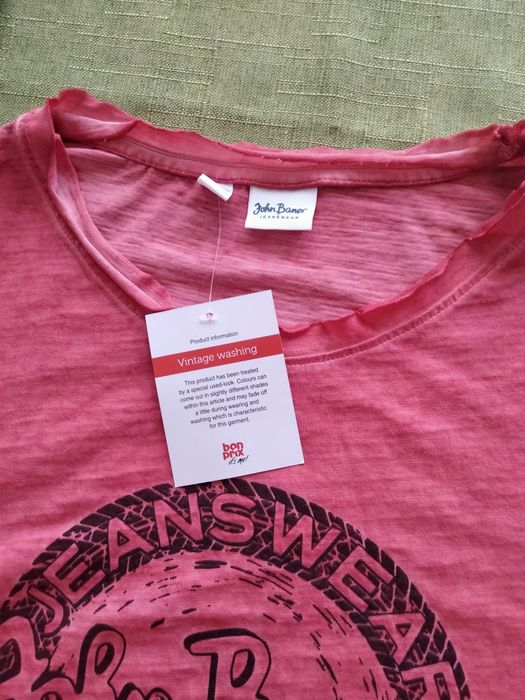 John Baner
JEANSWEAR
Product information
Vintage washing
This product has been treated
by a special used-look. Colours can
come out in slightly different shades
within this article and may fade off
a little during wearing and
washing which is characteristic
for this garment.
bon
prix
it's me!
JEANSWEAR